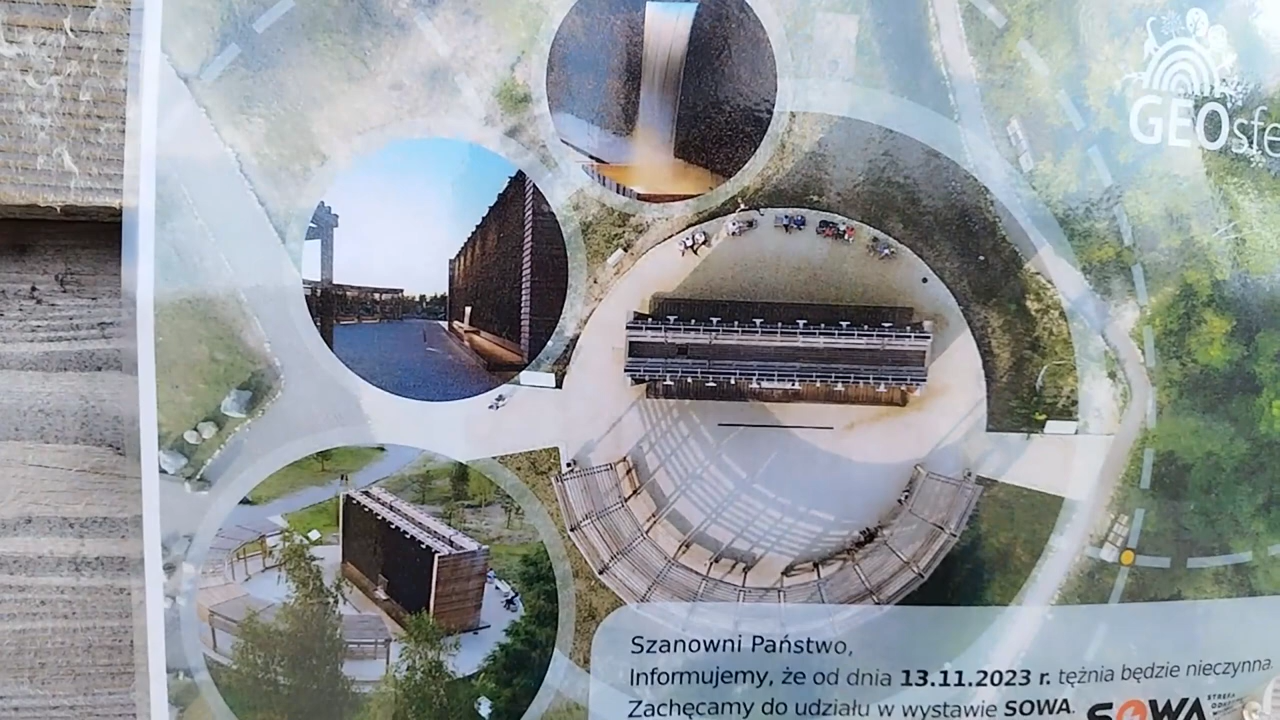 GEOsfe
Szanowni Państwo,
Informujemy, że od dnia 13.11.2023 r. tężnia będzie nieczynna.
Zachęcamy do udziału w wystawie SOWA.
SOWA STREFA